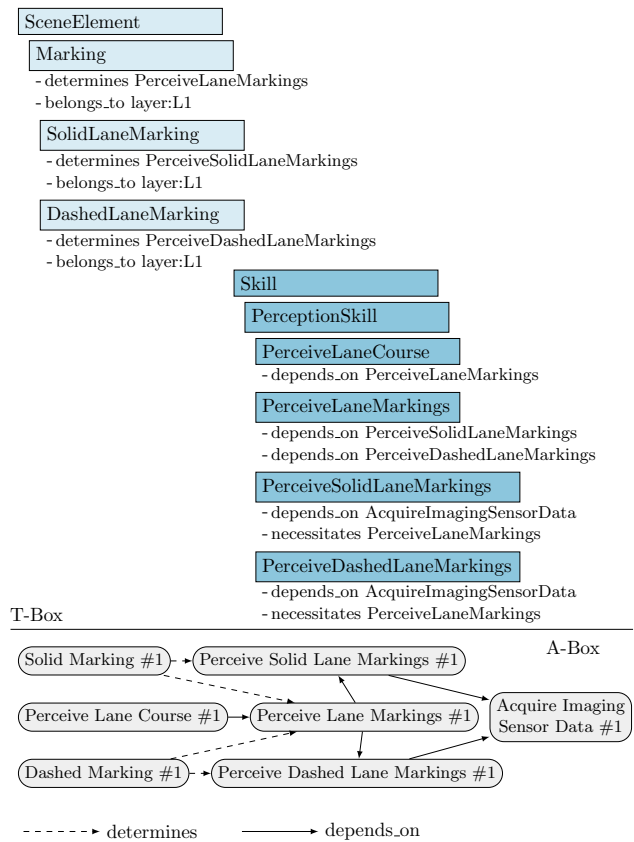 SceneElement
Marking
- determines PerceiveLaneMarkings
- belongs_to layer:L1
SolidLaneMarking
- determines PerceiveSolidLaneMarkings
- belongs_to layer:L1
DashedLaneMarking
- determines PerceiveDashedLaneMarkings
- belongs_to layer:L1
Skill
PerceptionSkill
PerceiveLaneCourse
- depends_on PerceiveLaneMarkings
PerceiveLaneMarkings
- depends_on PerceiveSolidLaneMarkings
- depends_on PerceiveDashedLaneMarkings
PerceiveSolidLaneMarkings
- depends_on AcquireImagingSensorData
- necessitates PerceiveLaneMarkings
PerceiveDashedLaneMarkings
- depends_on AcquireImagingSensorData
- necessitates PerceiveLaneMarkings
T-Box
A-Box
Solid Marking #1
Perceive Solid Lane Markings #1
Perceive Lane Course #1
Perceive Lane Markings #1
Acquire Imaging
Sensor Data #1
Dashed Marking #1
Perceive Dashed Lane Markings #1
determines
depends_on